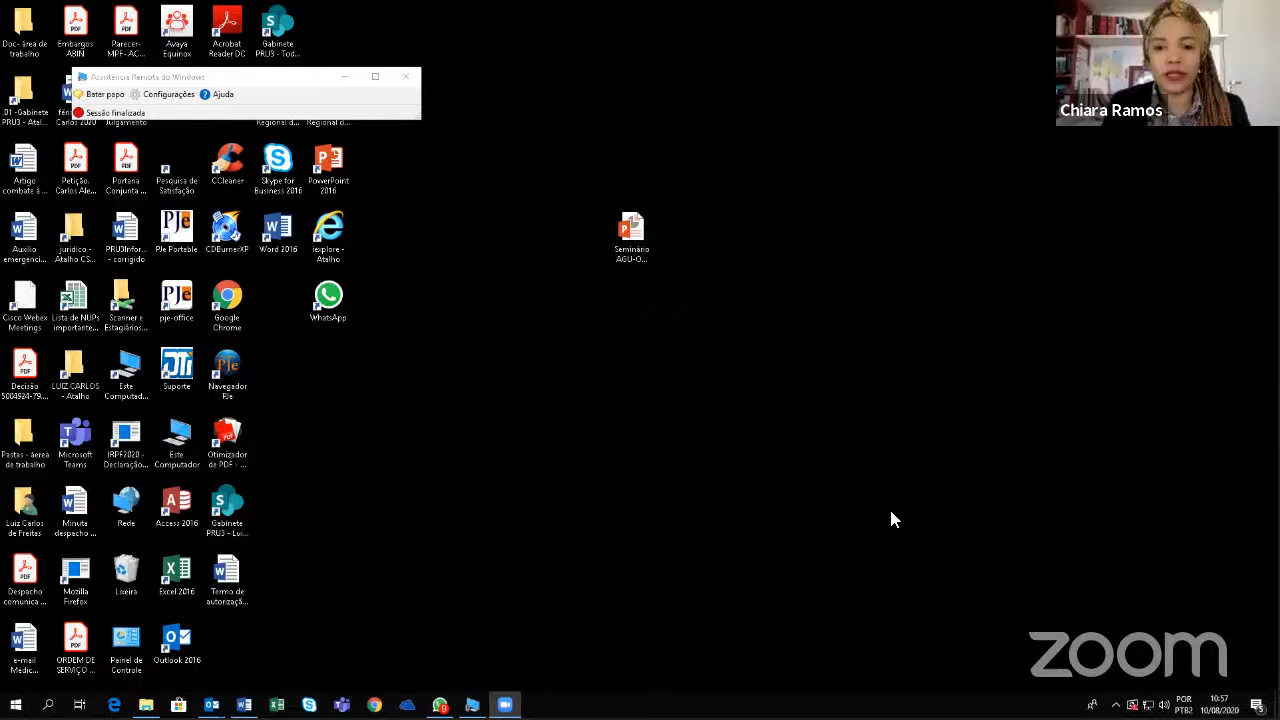 Doc- área de
trabalho
Embargos
ABIN
Parecer-
MPF- AC...
Avaya
Equinox
Acrobat
Reader DC
Gabinete
PRU3 - Tod...
Chiara Ramos
Assistência Remota do Windows
Bater papo
Configurações
Ajuda
Sessão finalizada
.01 -Gabinete
PRU3 - Atal...
Carlos 2020
Julgamento
Regional d...
Regional d...
Artigo
combate à ...
Petição.
Carlos Ale...
Portaria
Conjunta ...
Pesquisa de
Satisfação
CCleaner
Skype for
Business 2016
PowerPoint
2016
Auxílio
emergenci...
jurídico -
Atalho CS...
PRU3Infor...
- corrigido
PJe Portable
CDBurnerXP
Word 2016
iexplore -
Atalho
Seminário
AGU-O...
Cisco Webex
Meetings
Lista de NUPs
importante...
Scanner e
Estagiários...
pje-office
Google
Chrome
WhatsApp
Decisão
5004924-79....
LUIZ CARLOS
- Atalho
Este
Computad...
Suporte
Navegador
PJe
Pastas - áerea
de trabalho
Microsoft
Teams
IRPF2020 -
Declaração...
Este
Computador
Otimizador
de PDF - ...
Luiz Carlos
de Freitas
Minuta
despacho ...
Rede
Access 2016
Gabinete
PRU3 - Lui...
Despacho
comunica ...
Mozilla
Firefox
Lixeira
Excel 2016
Termo de
autorizaçã...
e-mail
Médic...
ORDEM DE
SERVIÇO ...
Painel de
Controle
Outlook 2016
zoom
POR
PTB2
10:57
10/08/2020